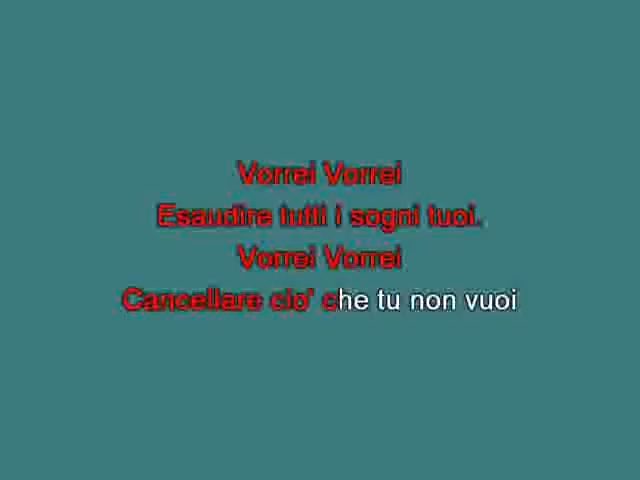 Vorrei Vorrei
Esaudire tutti i sogni tuoi.
Vorrei Vorrei
Cancellare cio' che tu non vuoi